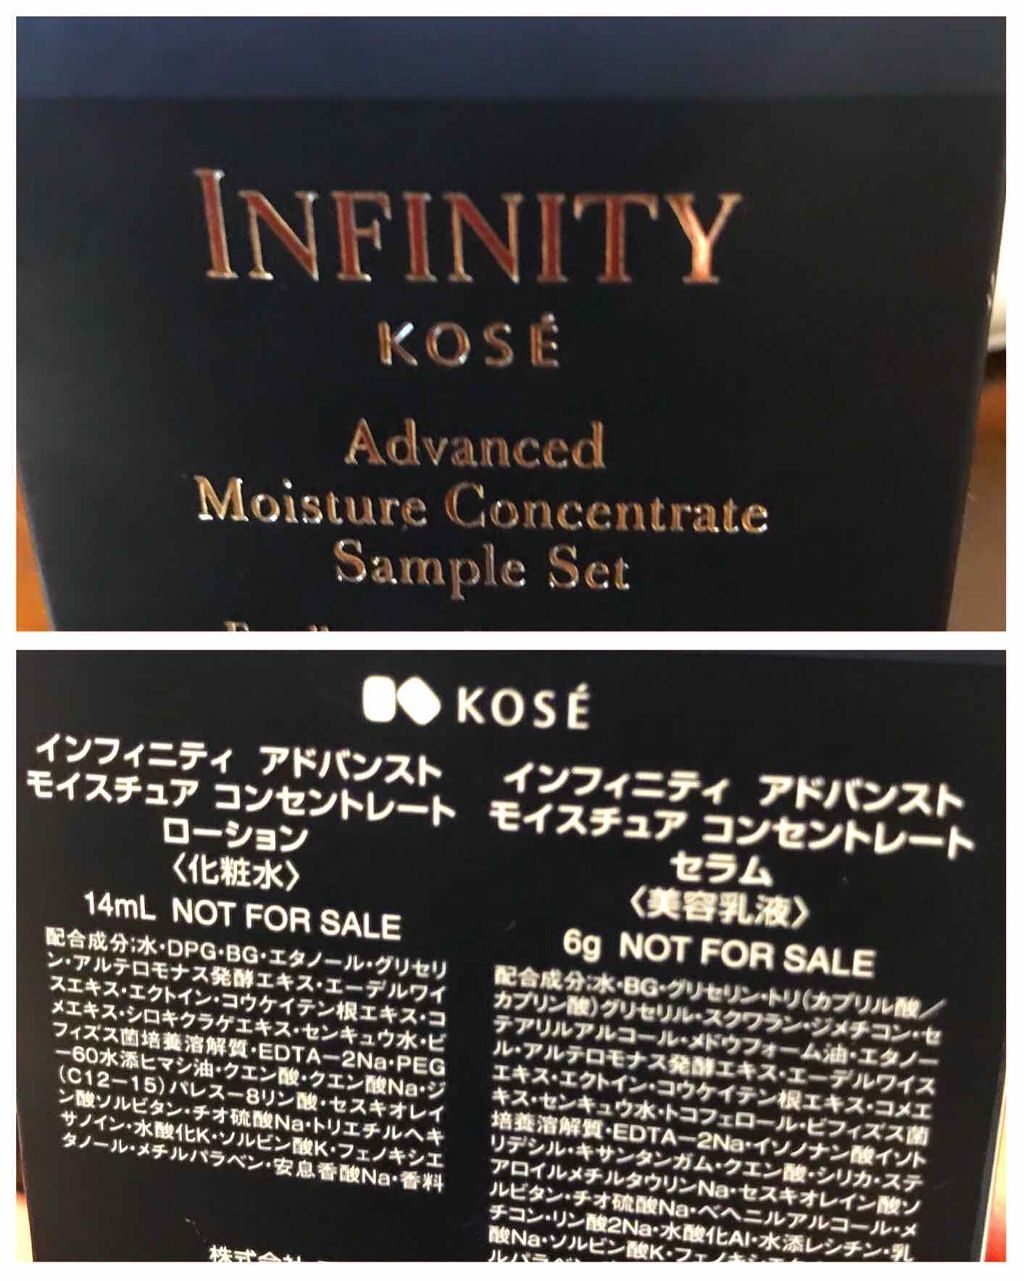 INFINITY
KOSÉ
Advanced
Moisture Concentrate
Sample Set
KOSÉ
インフィニティ アドバンスト
モイスチュア コンセントレート
ローション
〈化粧水〉
14mL NOT FOR SALE
配合成分;水・DPG・BG・エタノール・グリセリ
ン・アルテロモナス発酵エキス・エーデルワイ
スエキス・エクトイン・コウケイテン根エキス・コ
メエキス・シロキクラゲエキス・センキュウ水・ビ
フィズス菌培養溶解質・EDTA-2Na・PEG
-60水添ヒマシ油・クエン酸・クエン酸Na・ジ
(C12-15)パレス-8リン酸・セスキオレイ
ン酸ソルビタン・チオ硫酸Na・トリエチルヘキ
サノイン・水酸化K・ソルビン酸K・フェノキシエ
タノール・メチルパラベン・安息香酸Na・香料
株式会社
インフィニティ アドバンスト
モイスチュア コンセントレート
セラム
〈美容乳液〉
6g NOT FOR SALE
配合成分;水・BG・グリセリン・トリ(カプリル酸/
カプリン酸)グリセリル・スクワラン・ジメチコン・セ
テアリルアルコール・メドウフォーム油・エタノー
ル・アルテロモナス発酵エキス・エーデルワイス
エキス・エクトイン・コウケイテン根エキス・コメエ
キス・センキュウ水・トコフェロール・ビフィズス菌
培養溶解質・EDTA-2Na・イソノナン酸イソト
リデシル・キサンタンガム・クエン酸・シリカ・ステ
アロイルメチルタウリンNa・セスキオレイン酸ソ
ルビタン・チオ硫酸Na・ベヘニルアルコール・メ
チコン・リン酸2Na・水酸化Al・水添レシチン・乳
酸Na・ソルビン酸K・フェノキシエタ